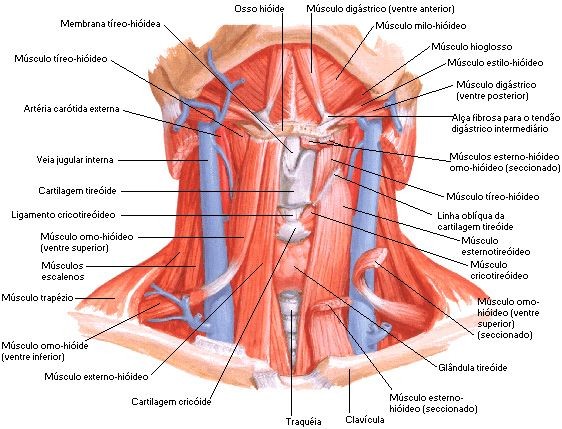 Osso hióide
Músculo digástrico (ventre anterior)
Membrana tíreo-hióidea
Músculo milo-hióideo
Músculo hioglosso
Músculo tíreo-hióideo
Músculo estilo-hióideo
Músculo digástrico
(ventre posterior)
Artéria carótida externa
Alça fibrosa para o tendão
digástrico intermediário
Veia jugular interna
Músculos esterno-hióideo
omo-hióideo (seccionado)
Cartilagem tireóide
Músculo tíreo-hióideo
Ligamento cricotireóideo
Linha oblíqua da
cartilagem tireóide
Músculo omo-hióideo
(ventre superior)
Músculo
esternotireóideo
Músculos
escalenos
Músculo
cricotireóideo
Músculo trapézio
Músculo omo-
hióideo (ventre
superior)
(seccionado)
Músculo omo-hióide
(ventre inferior)
Glândula tireóide
Músculo externo-hióideo
Cartilagem cricóide
Músculo esterno-
hióideo (seccionado)
Traquéia
Clavícula